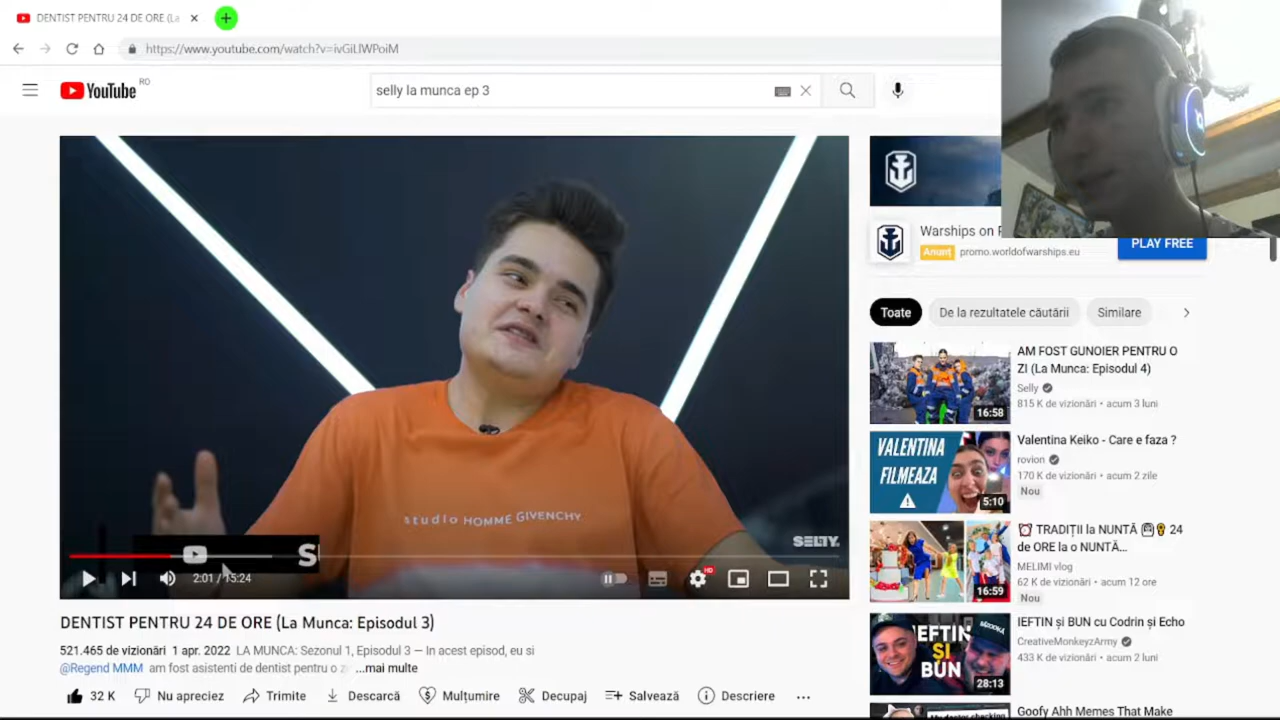 DENTIST PENTRU 24 DE ORE (La
https://www.youtube.com/watch?v=ivGiLlWPoiM
YouTube RO
selly la munca ep 3
studio HOMME GIVENCHY
SELLY.
S
2:01 / 15:24
HD
DENTIST PENTRU 24 DE ORE (La Munca: Episodul 3)
521.465 de vizionări 1 apr. 2022 LA MUNCA: Sezonul 1, Episodul 3 — In acest episod, eu si
@Regend MMM am fost asistenti de dentist pentru o ...mai multe
32 K Nu apreciez Descarcă Mulțumire Decupaj Salvează Descriere
Warships on
Anunț promo.worldofwarships.eu
PLAY FREE
Toate De la rezultatele căutării Similare
16:58
AM FOST GUNOIER PENTRU O
ZI (La Munca: Episodul 4)
Selly
815 K de vizionări • acum 3 luni
VALENTINA
FILMEAZA
5:10
Valentina Keiko - Care e faza ?
rovion
170 K de vizionări • acum 2 zile
Nou
16:59
TRADIȚII la NUNTĂ 24
de ORE la o NUNTĂ...
MELIMI vlog
62 K de vizionări • acum 12 ore
Nou
IEFTIN
ȘI
BUN
28:13
IEFTIN și BUN cu Codrin și Echo
CreativeMonkeyzArmy
433 K de vizionări • acum 2 luni
My doctor checking
Goofy Ahh Memes That Make